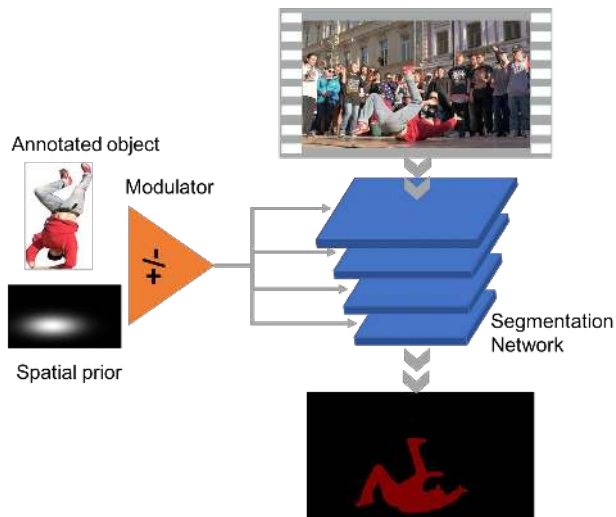 Annotated object
Modulator
+/-
Spatial prior
Segmentation
Network